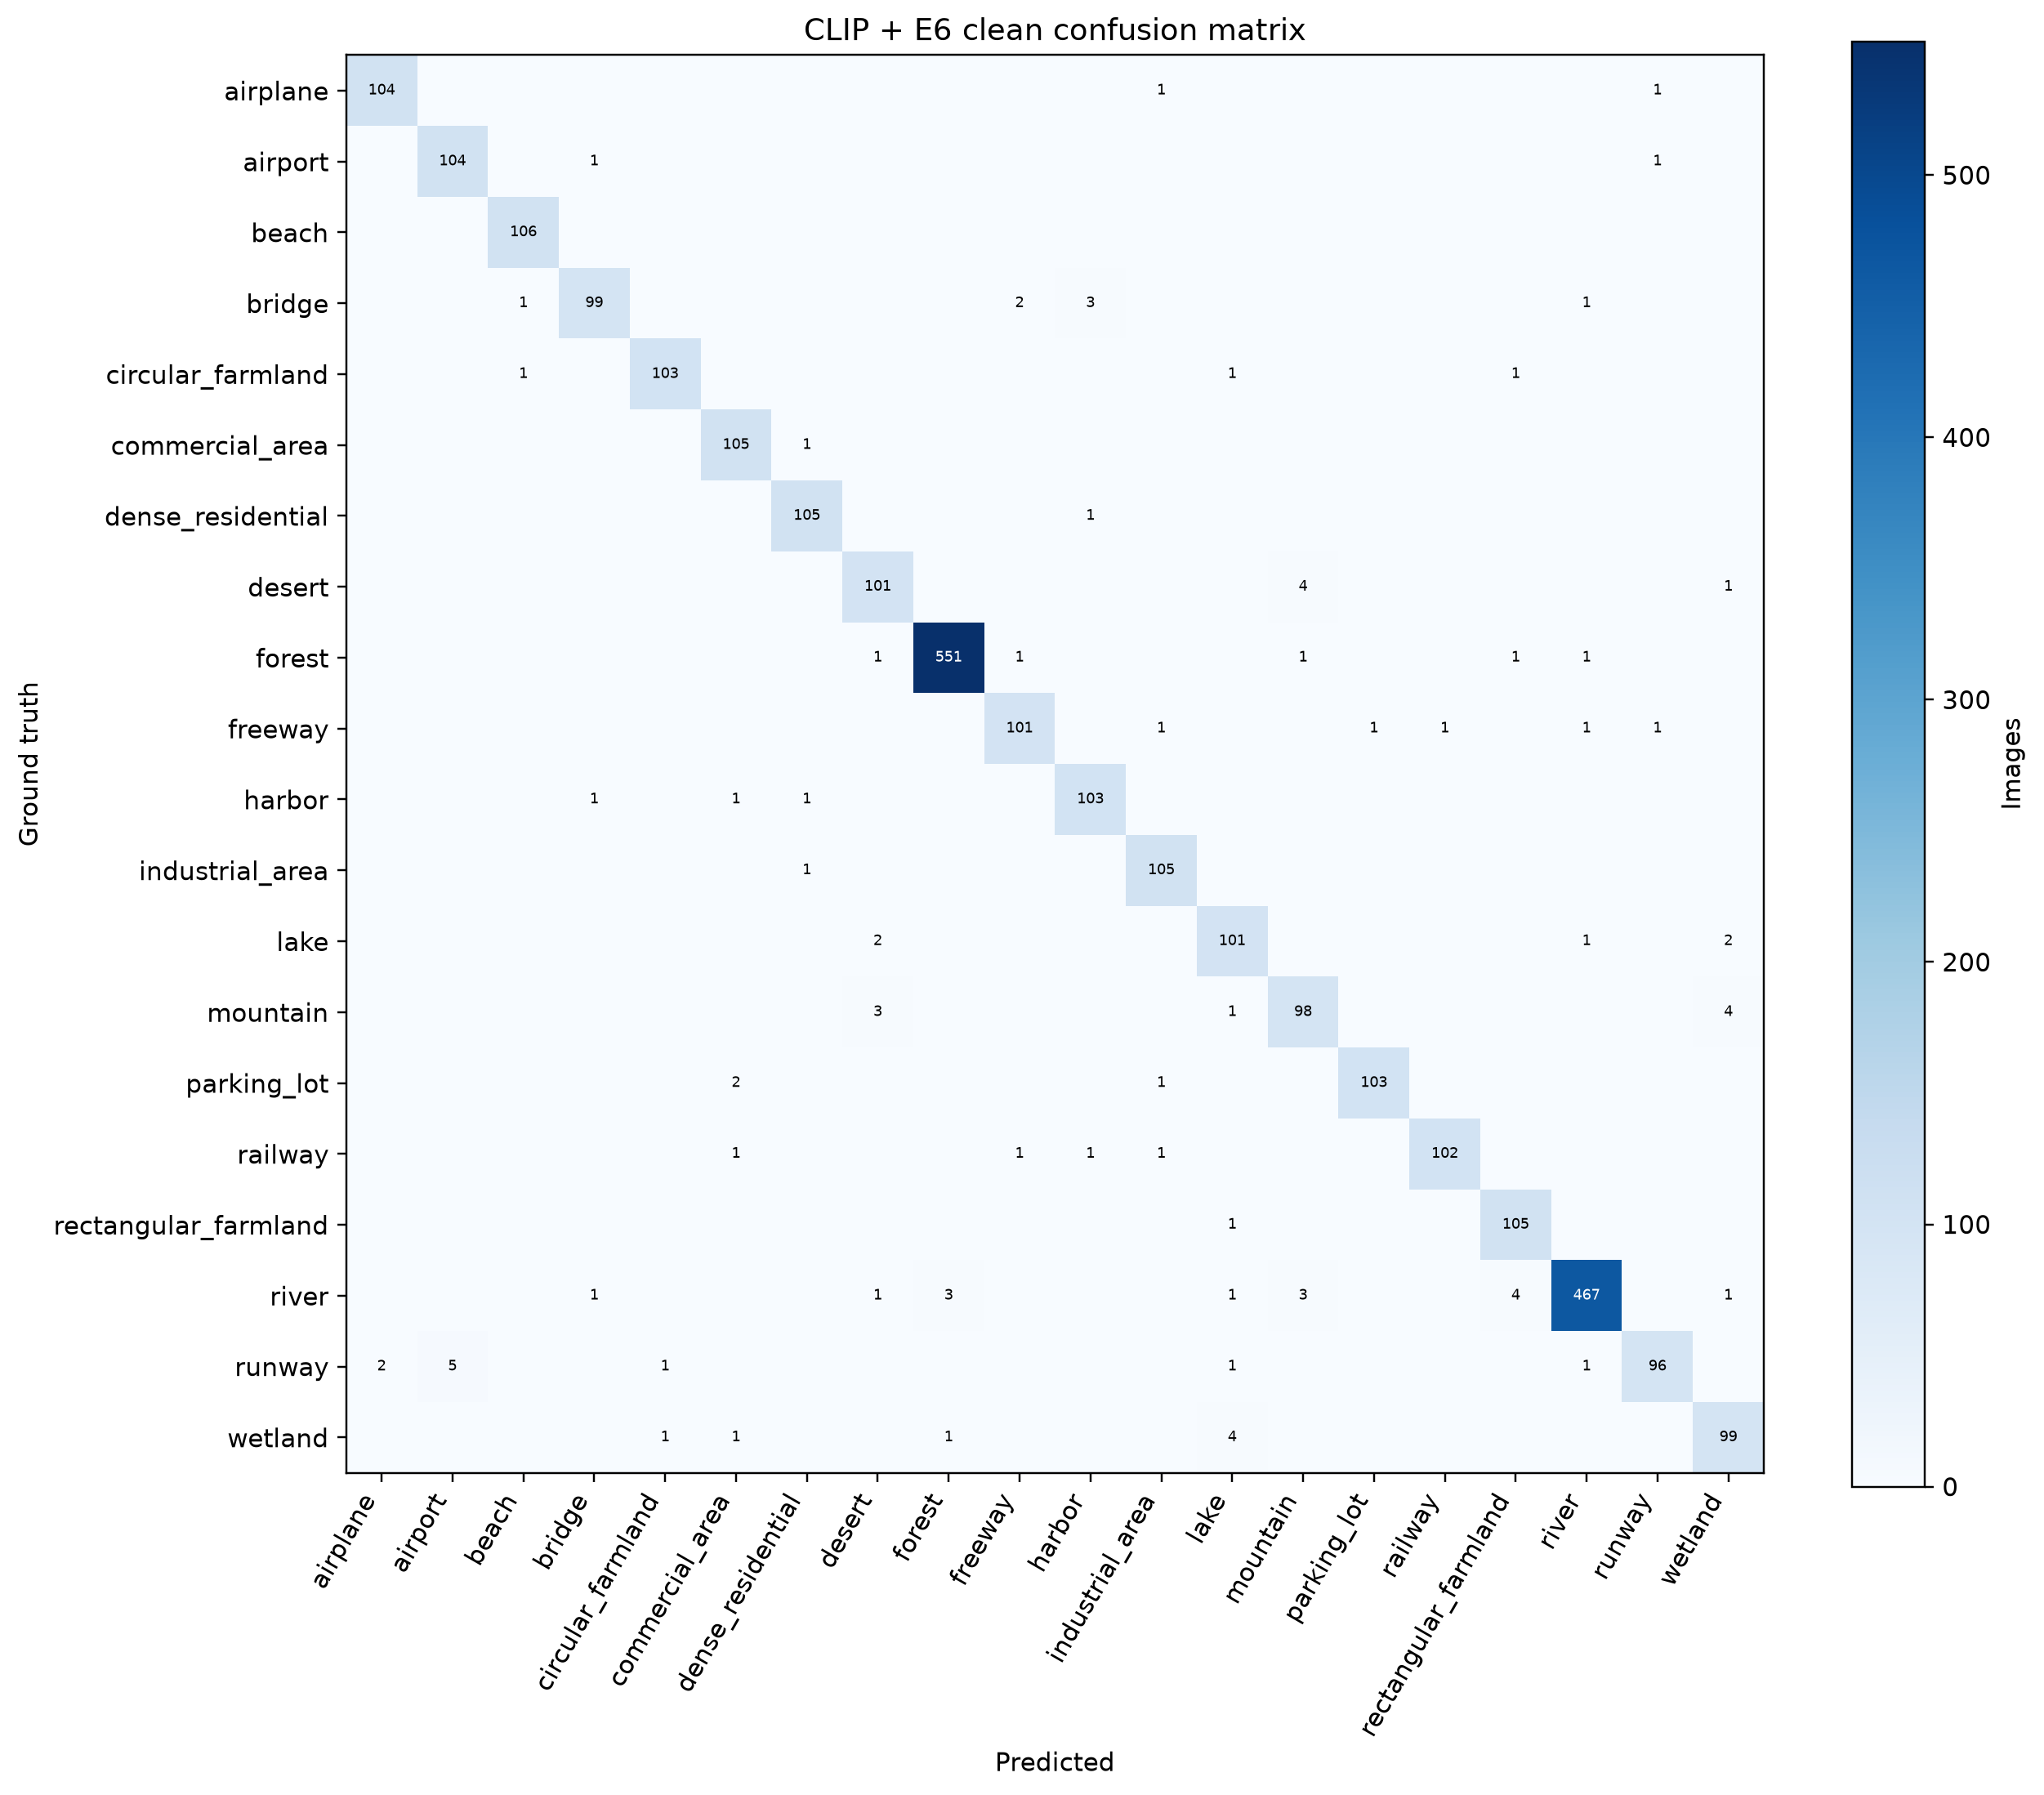 CLIP + E6 clean confusion matrix
airplane 104 1 1
airport 104 1 1
beach 106
bridge 1 99 2 3 1
circular_farmland 1 103 1 1
commercial_area 105 1
dense_residential 105 1
desert 101 4 1
forest 1 551 1 1 1 1
freeway 101 1 1 1 1 1
harbor 1 1 1 103
industrial_area 1 105
lake 2 101 1 2
mountain 3 1 98 4
parking_lot 2 1 103
railway 1 1 1 1 102
rectangular_farmland 1 105
river 1 1 3 1 3 4 467 1
runway 2 5 1 1 1 96
wetland 1 1 1 4 99
Ground truth
airplane
airport
beach
bridge
circular_farmland
commercial_area
dense_residential
desert
forest
freeway
harbor
industrial_area
lake
mountain
parking_lot
railway
rectangular_farmland
river
runway
wetland
Predicted
500
400
300
200
100
0
Images